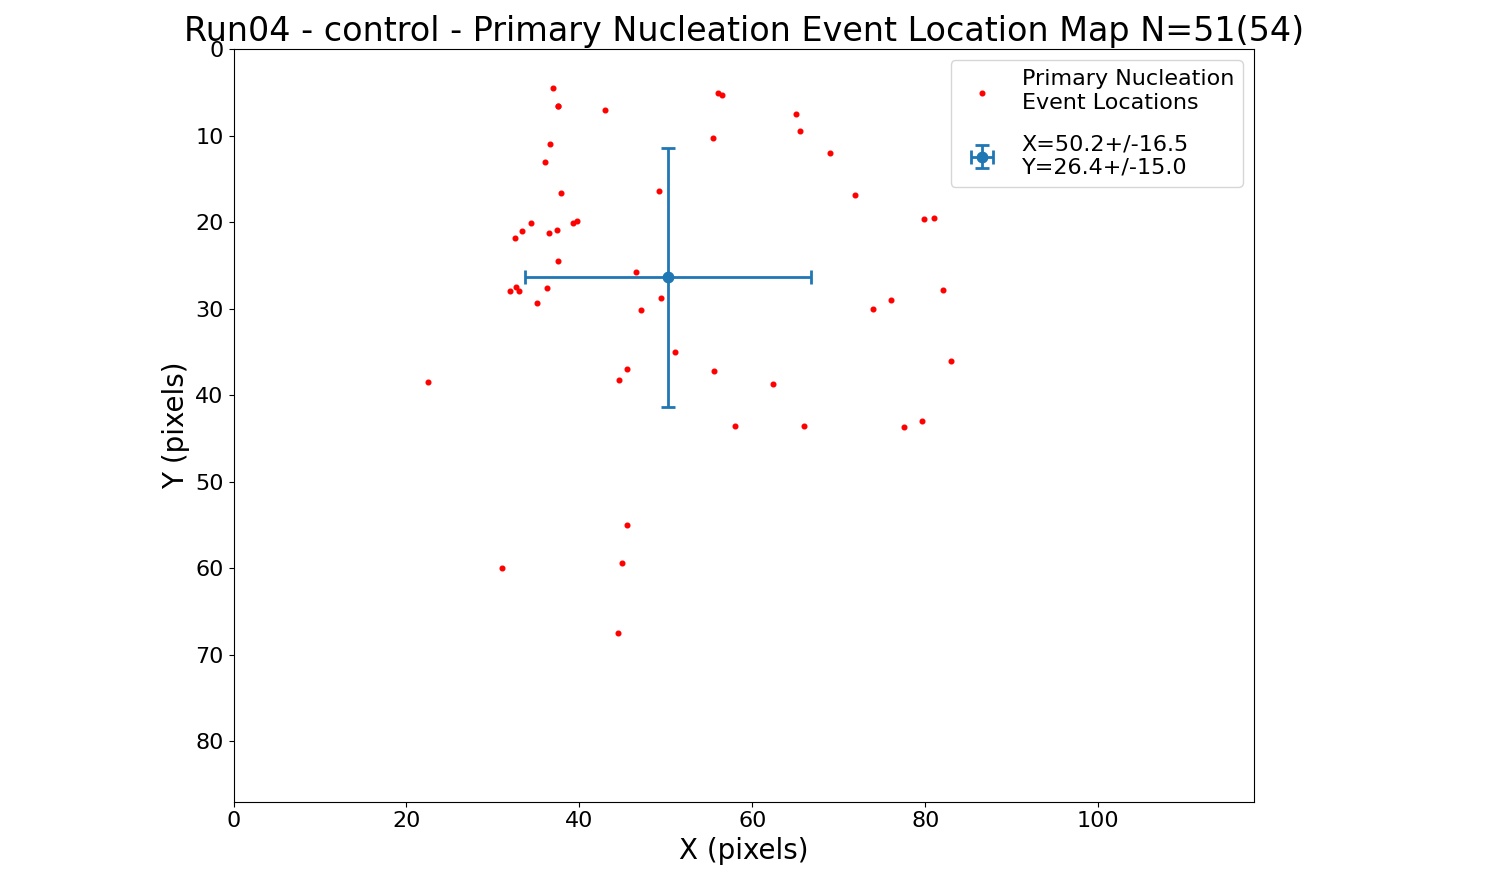 Run04 - control - Primary Nucleation Event Location Map N=51(54)
Primary Nucleation
Event Locations
X=50.2+/-16.5
Y=26.4+/-15.0
0
10
20
30
40
50
60
70
80
Y (pixels)
0 20 40 60 80 100
X (pixels)